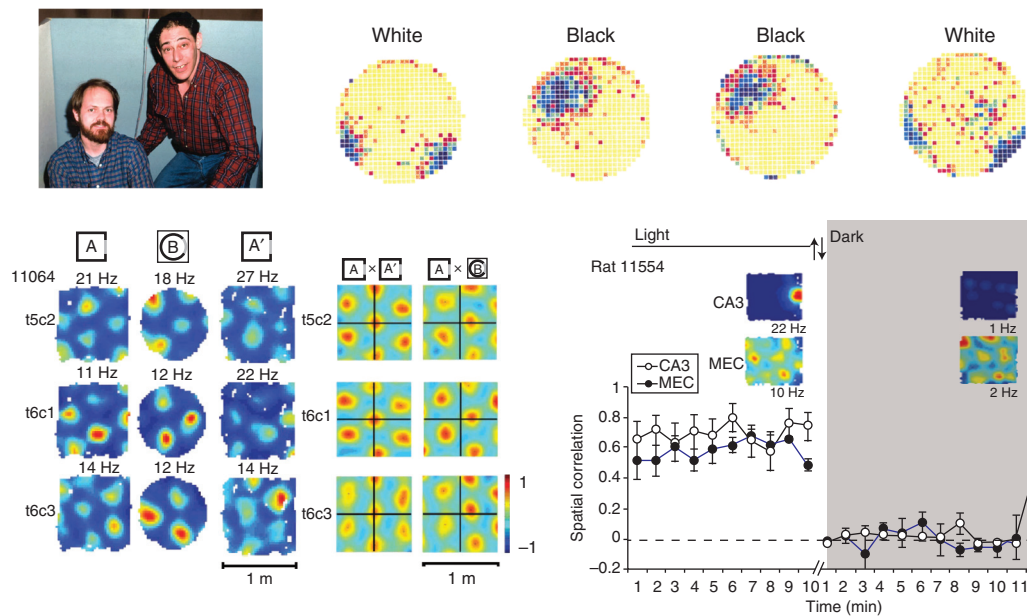 White
Black
Black
White
A
B
A′
11064
21 Hz
18 Hz
27 Hz
t5c2
11 Hz
12 Hz
22 Hz
t6c1
14 Hz
12 Hz
14 Hz
t6c3
1 m
A × A′
A × B
t5c2
t6c1
t6c3
1
–1
1 m
Light
Dark
Rat 11554
CA3
22 Hz
1 Hz
MEC
10 Hz
2 Hz
CA3
MEC
Spatial correlation
1.0
0.8
0.6
0.4
0.2
0
–0.2
1 2 3 4 5 6 7 8 9 10 1 2 3 4 5 6 7 8 9 10 11
Time (min)